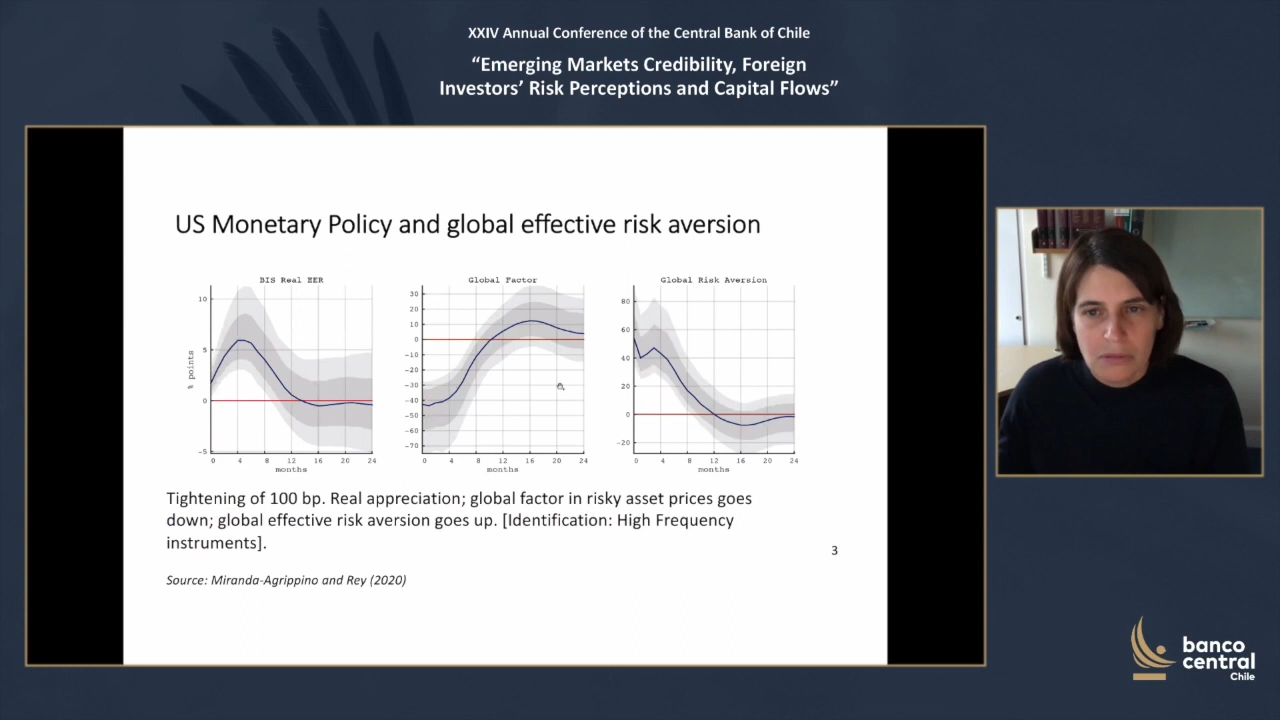 XXIV Annual Conference of the Central Bank of Chile
“Emerging Markets Credibility, Foreign
Investors’ Risk Perceptions and Capital Flows”
US Monetary Policy and global effective risk aversion
BIS Real EER
% points
10
5
0
-5
0 4 8 12 16 20 24
months
Global Factor
30
20
10
0
-10
-20
-30
-40
-50
-60
-70
0 4 8 12 16 20 24
months
Global Risk Aversion
80
60
40
20
0
-20
0 4 8 12 16 20 24
months
Tightening of 100 bp. Real appreciation; global factor in risky asset prices goes
down; global effective risk aversion goes up. [Identification: High Frequency
instruments].
3
Source: Miranda-Agrippino and Rey (2020)
banco
central
Chile